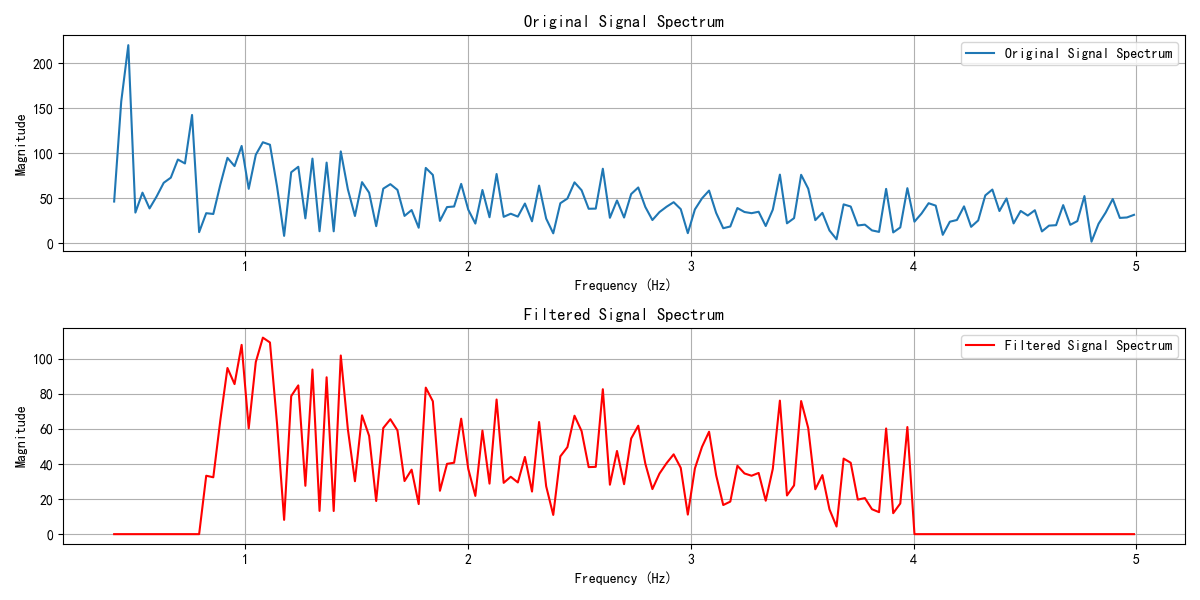 Original Signal Spectrum
Original Signal Spectrum
200
150
100
50
0
Magnitude
1
2
3
4
5
Frequency (Hz)
Filtered Signal Spectrum
Filtered Signal Spectrum
100
80
60
40
20
0
Magnitude
1
2
3
4
5
Frequency (Hz)